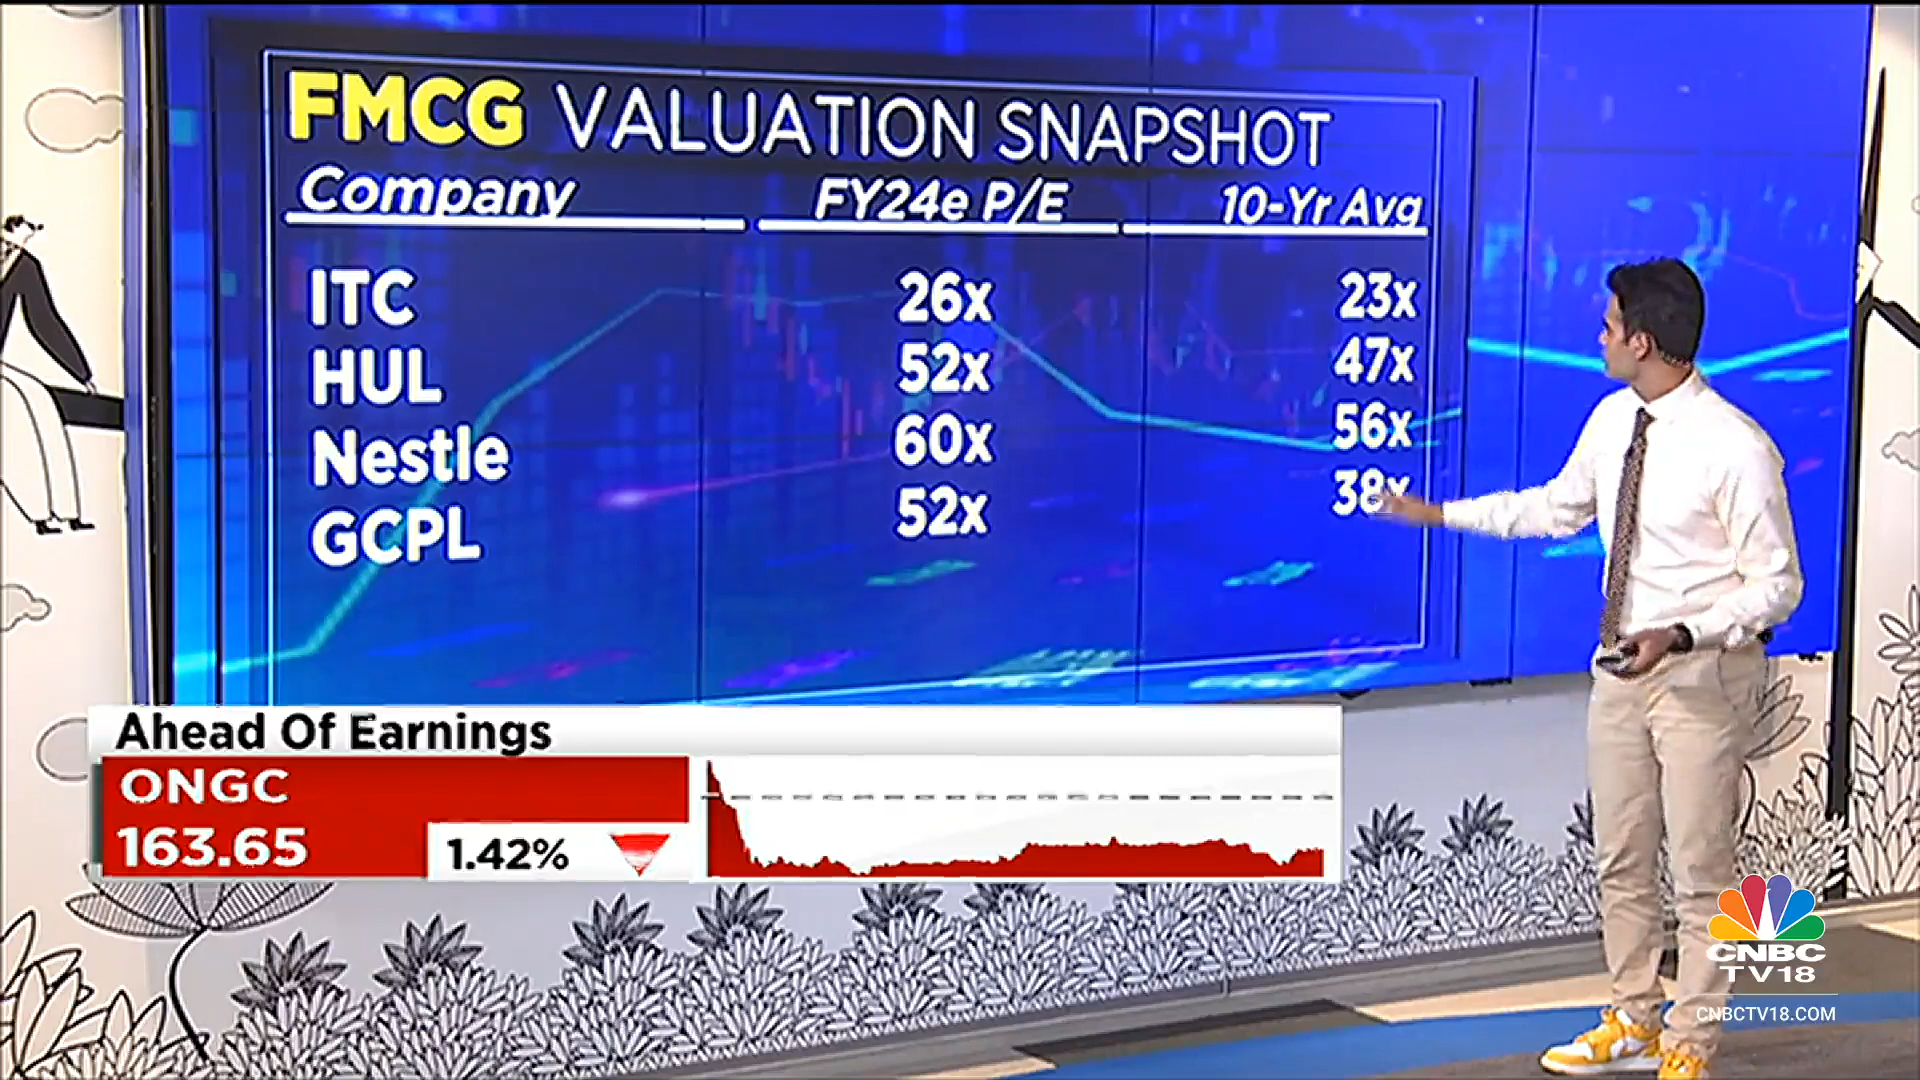 FMCG VALUATION SNAPSHOT
Company FY24e P/E 10-Yr Avg
ITC 26x 23x
HUL 52x 47x
Nestle 60x 56x
GCPL 52x 38x
Ahead Of Earnings
ONGC
163.65 1.42%
CNBC
TV18
CNBCTV18.COM